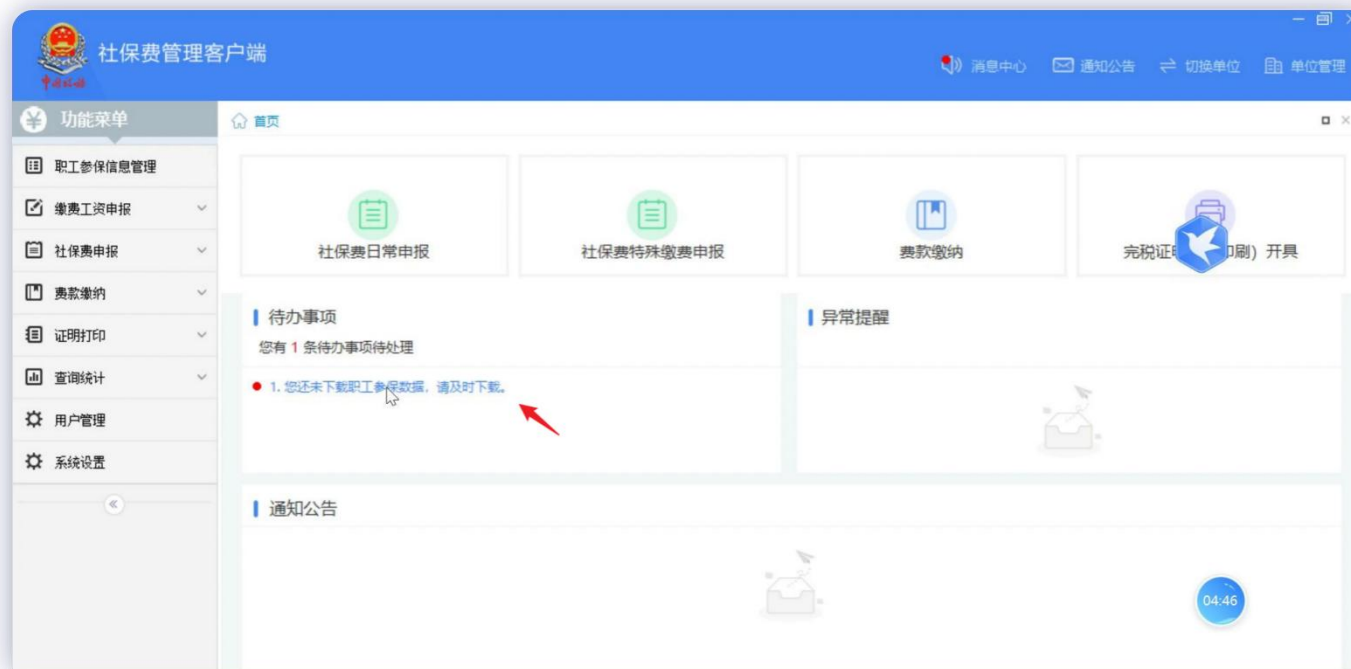 社保费管理客户端
中国税务
消息中心
通知公告
切换单位
单位管理
功能菜单
首页
职工参保信息管理
缴费工资申报
社保费申报
费款缴纳
证明打印
查询统计
用户管理
系统设置
社保费日常申报
社保费特殊缴费申报
费款缴纳
完税证 印刷）开具
待办事项
您有 1 条待办事项待处理
1. 您还未下载职工参保数据，请及时下载。
异常提醒
通知公告
04:46